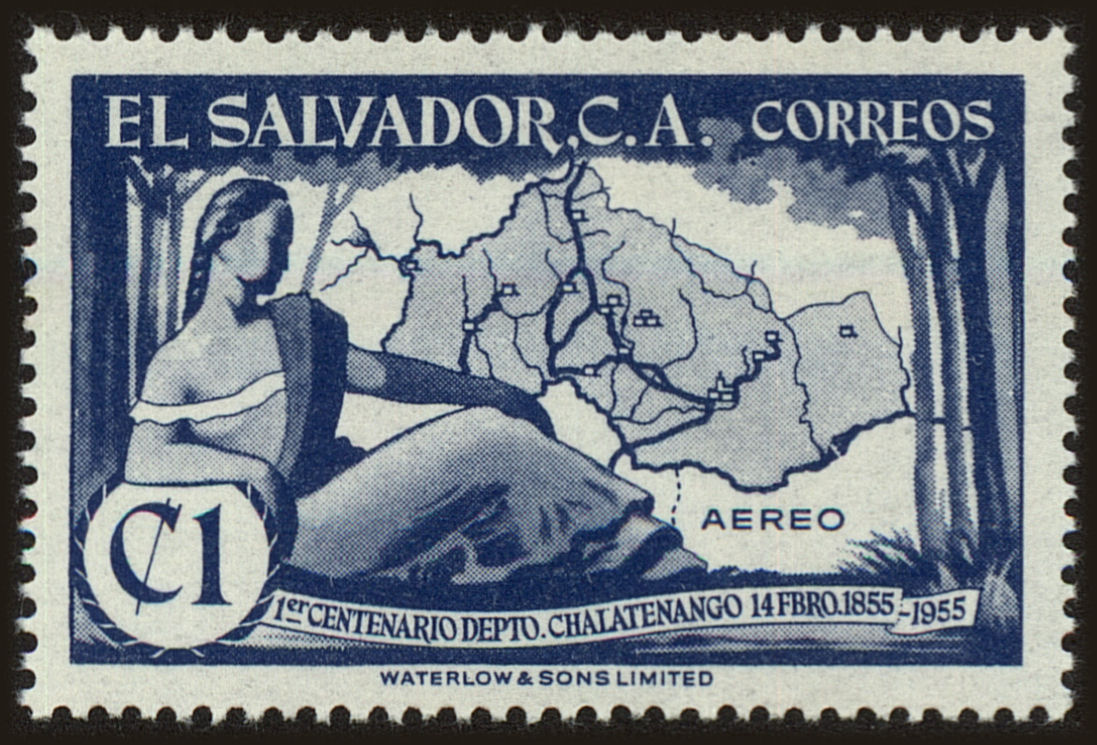 EL SALVADOR, C.A. CORREOS
AEREO
₡1
1er CENTENARIO DEPTO. CHALATENANGO 14 FBRO. 1855-1955
WATERLOW & SONS LIMITED